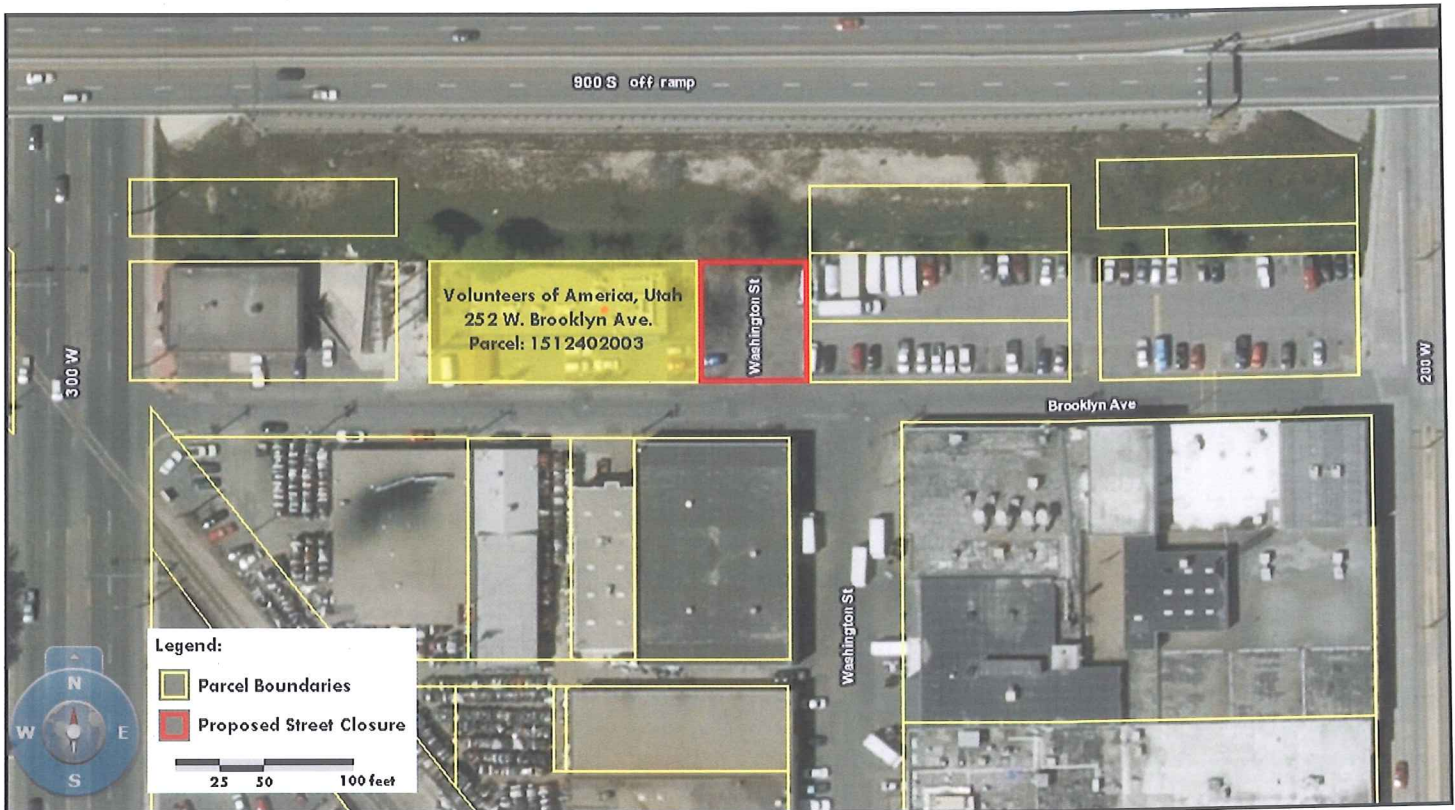 900 S off ramp
Volunteers of America, Utah
252 W. Brooklyn Ave.
Parcel: 1512402003
Washington St
300 W
200 W
Brooklyn Ave
Washington St
Legend:
Parcel Boundaries
Proposed Street Closure
25 50 100 feet
N
W E
S